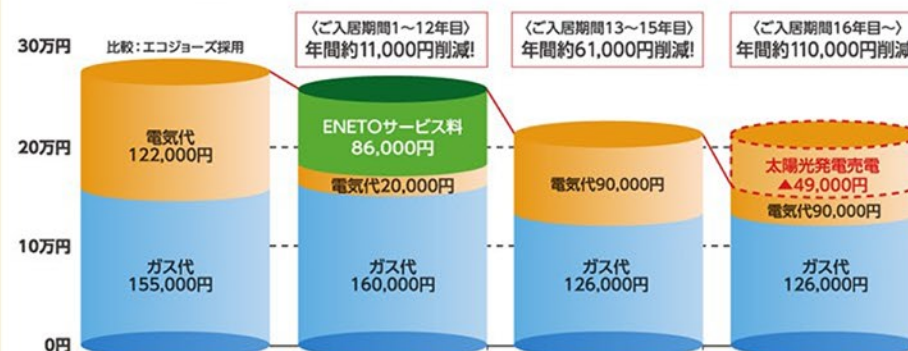 〈ご入居期間1〜12年目〉
年間約11,000円削減!
〈ご入居期間13〜15年目〉
年間約61,000円削減!
〈ご入居期間16年目〜〉
年間約110,000円削減
30万円
比較：エコジョーズ採用
20万円
10万円
0円
電気代
122,000円
ガス代
155,000円
ENETOサービス料
86,000円
電気代20,000円
ガス代
160,000円
電気代90,000円
ガス代
126,000円
太陽光発電売電
▲49,000円
電気代90,000円
ガス代
126,000円